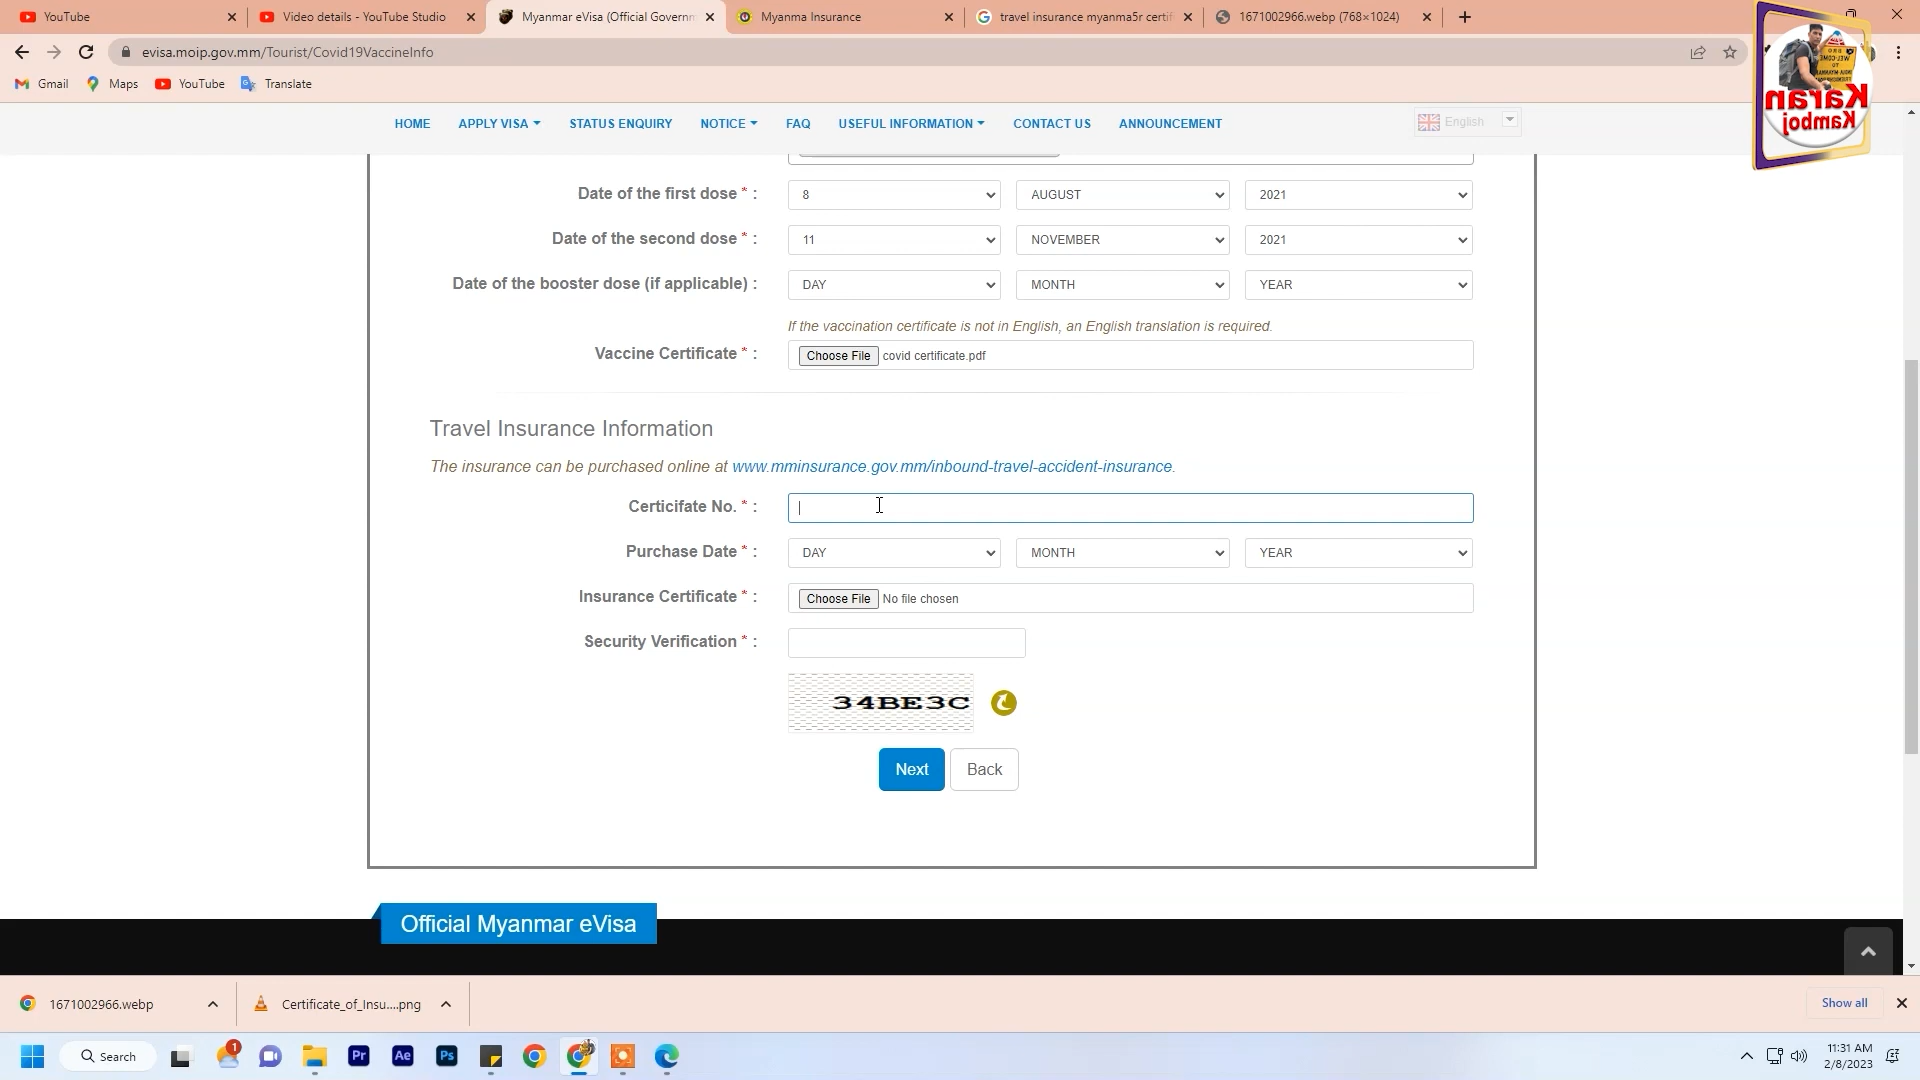 YouTube
Video details - YouTube Studio
Myanmar eVisa (Official Governm
Myanma Insurance
travel insurance myanma5r certif
1671002966.webp (768×1024)
evisa.moip.gov.mm/Tourist/Covid19VaccineInfo
Gmail
Maps
YouTube
Translate
Karan
Kamboj
HOME
APPLY VISA
STATUS ENQUIRY
NOTICE
FAQ
USEFUL INFORMATION
CONTACT US
ANNOUNCEMENT
English
Date of the first dose * :
8
AUGUST
2021
Date of the second dose * :
11
NOVEMBER
2021
Date of the booster dose (if applicable) :
DAY
MONTH
YEAR
If the vaccination certificate is not in English, an English translation is required.
Vaccine Certificate * :
Choose File
covid certificate.pdf
Travel Insurance Information
The insurance can be purchased online at www.mminsurance.gov.mm/inbound-travel-accident-insurance.
Certicifate No. * :
Purchase Date * :
DAY
MONTH
YEAR
Insurance Certificate * :
Choose File
No file chosen
Security Verification * :
34BE3C
Next
Back
Official Myanmar eVisa
1671002966.webp
Certificate_of_Insu....png
Show all
1
Search
Pr
Ae
Ps
11:31 AM
2/8/2023